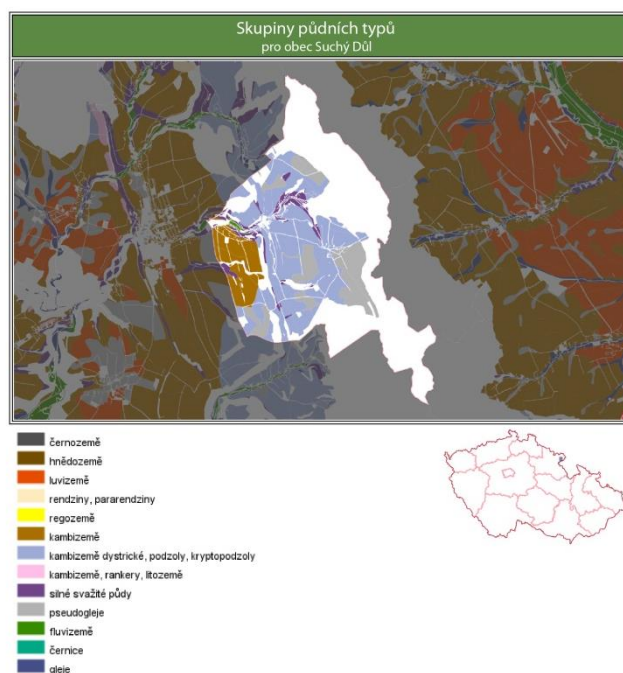 Skupiny půdních typů
pro obec Suchý Důl
černozemě
hnědozemě
luvizemě
rendziny, pararendziny
regozemě
kambizemě
kambizemě dystrické, podzoly, kryptopodzoly
kambizemě, rankery, litozemě
silné svažité půdy
pseudogleje
fluvizemě
černice
gleje